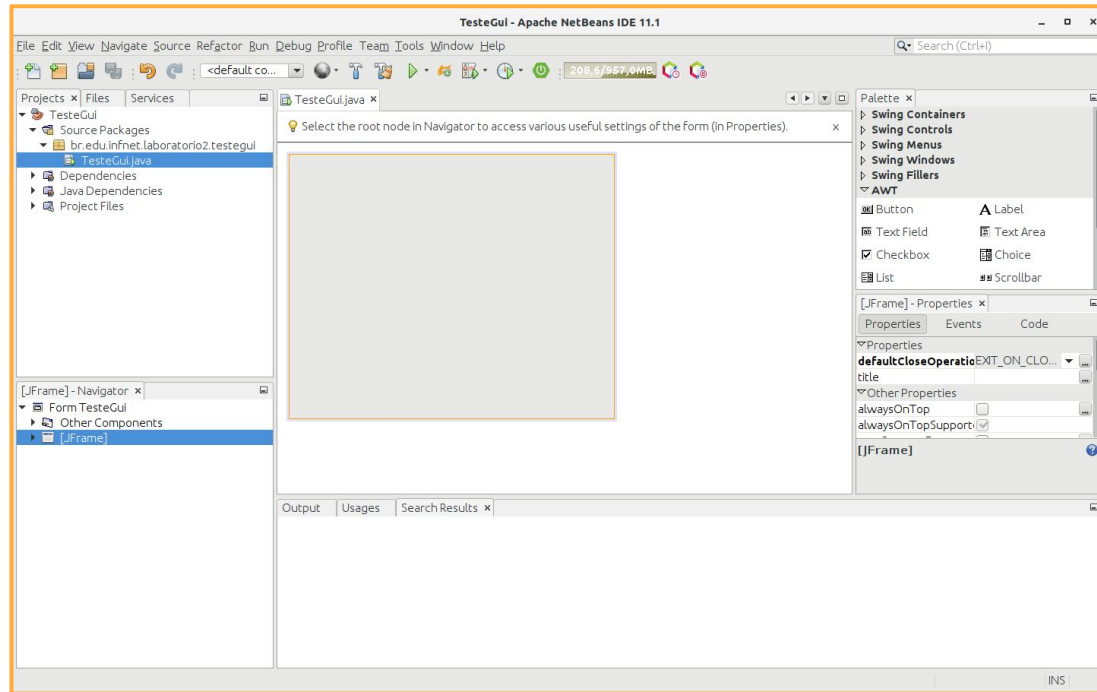 TesteGui - Apache NetBeans IDE 11.1
File Edit View Navigate Source Refactor Run Debug Profile Team Tools Window Help
Search (Ctrl+I)
<default co...
208,6/957,0MB
Projects Files Services
TesteGui
Source Packages
br.edu.infnet.laboratorio2.testegui
TesteGui.java
Dependencies
Java Dependencies
Project Files
[JFrame] - Navigator
Form TesteGui
Other Components
[JFrame]
TesteGui.java
Select the root node in Navigator to access various useful settings of the form (in Properties).
Output Usages Search Results
Palette
Swing Containers
Swing Controls
Swing Menus
Swing Windows
Swing Fillers
AWT
Button Label
Text Field Text Area
Checkbox Choice
List Scrollbar
[JFrame] - Properties
Properties Events Code
Properties
defaultCloseOperatio EXIT_ON_CLO... ...
title ...
Other Properties
alwaysOnTop ...
alwaysOnTopSupport
[JFrame]
INS